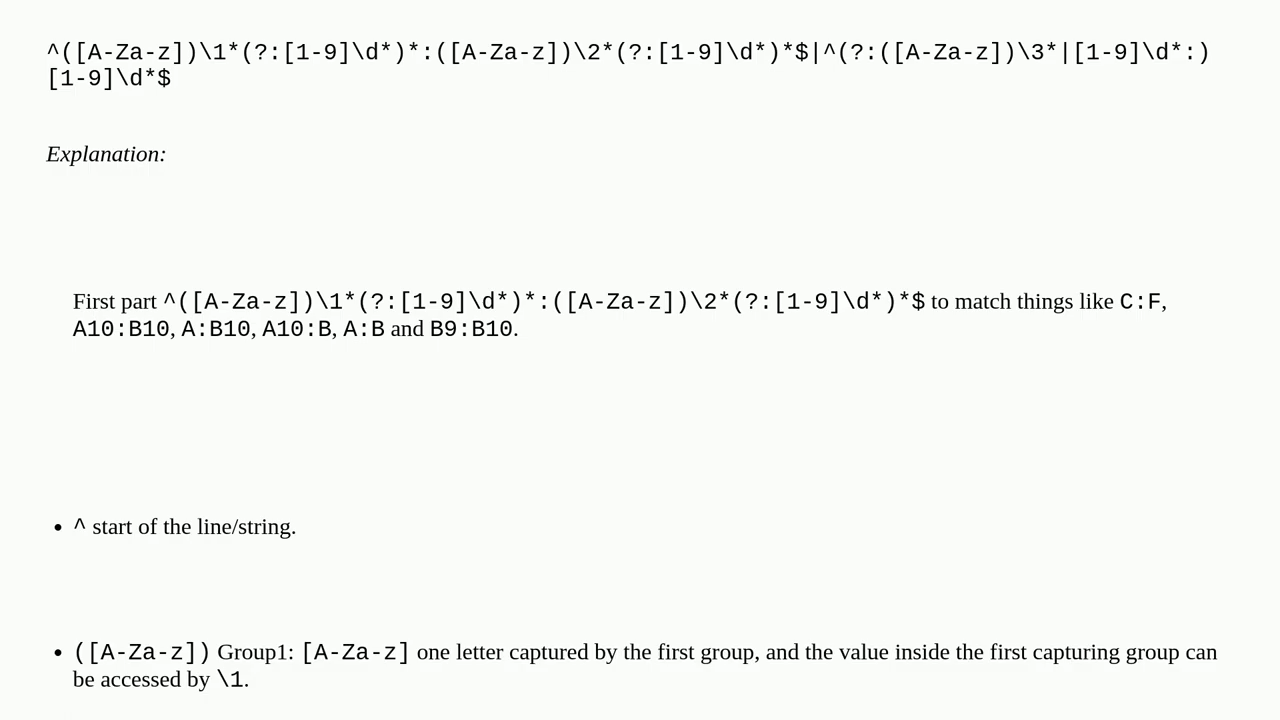 ^([A-Za-z])\1*(?:[1-9]\d*)*:([A-Za-z])\2*(?:[1-9]\d*)*$|^(?:([A-Za-z])\3*|[1-9]\d*:)
[1-9]\d*$
Explanation:
First part ^([A-Za-z])\1*(?:[1-9]\d*)*:([A-Za-z])\2*(?:[1-9]\d*)*$ to match things like C:F,
A10:B10, A:B10, A10:B, A:B and B9:B10.
• ^ start of the line/string.
• ([A-Za-z]) Group1: [A-Za-z] one letter captured by the first group, and the value inside the first capturing group can
be accessed by \1.